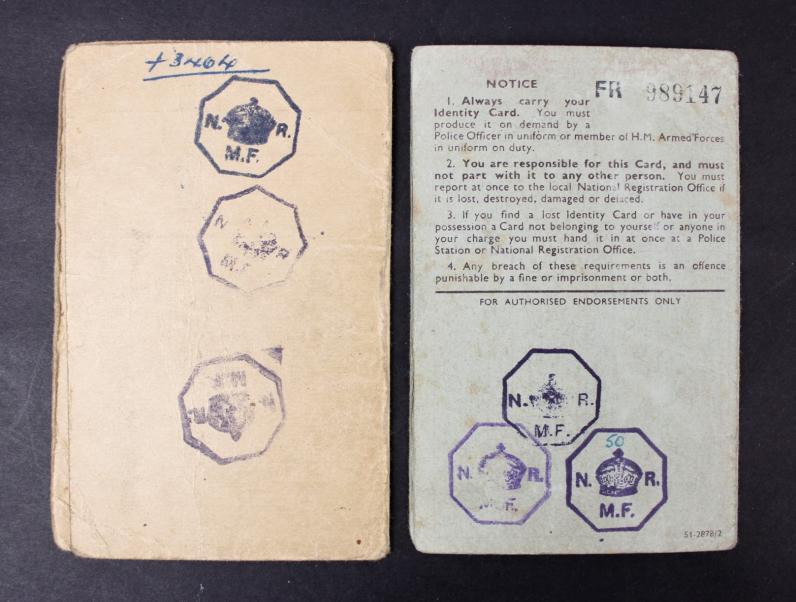 +3464
N. R.
M.F.
N R
M.F.
N. R.
M.F.
NOTICE
FR 989147
1. Always carry your
Identity Card. You must
produce it on demand by a
Police Officer in uniform or member of H.M. Armed Forces
in uniform on duty.
2. You are responsible for this Card, and must
not part with it to any other person. You must
report at once to the local National Registration Office if
it is lost, destroyed, damaged or defaced.
3. If you find a lost Identity Card or have in your
possession a Card not belonging to yourself or anyone in
your charge you must hand it in at once at a Police
Station or National Registration Office.
4. Any breach of these requirements is an offence
punishable by a fine or imprisonment or both.
FOR AUTHORISED ENDORSEMENTS ONLY
N. R.
M.F.
N. R.
M.F.
50
N. R.
M.F.
51-2878/2